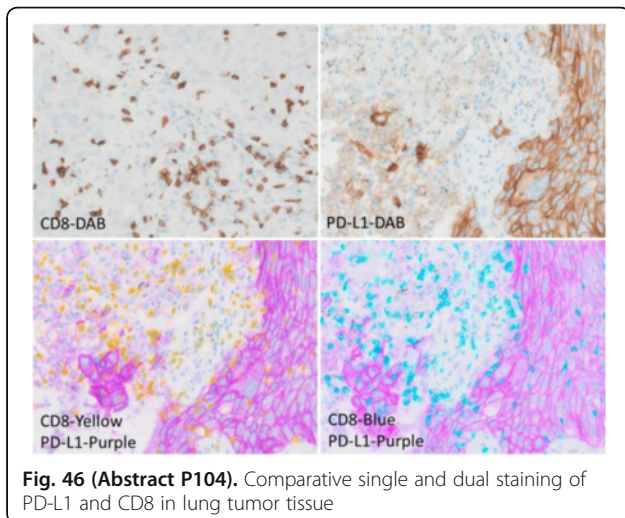 CD8-DAB
PD-L1-DAB
CD8-Yellow
PD-L1-Purple
CD8-Blue
PD-L1-Purple
Fig. 46 (Abstract P104). Comparative single and dual staining of
PD-L1 and CD8 in lung tumor tissue